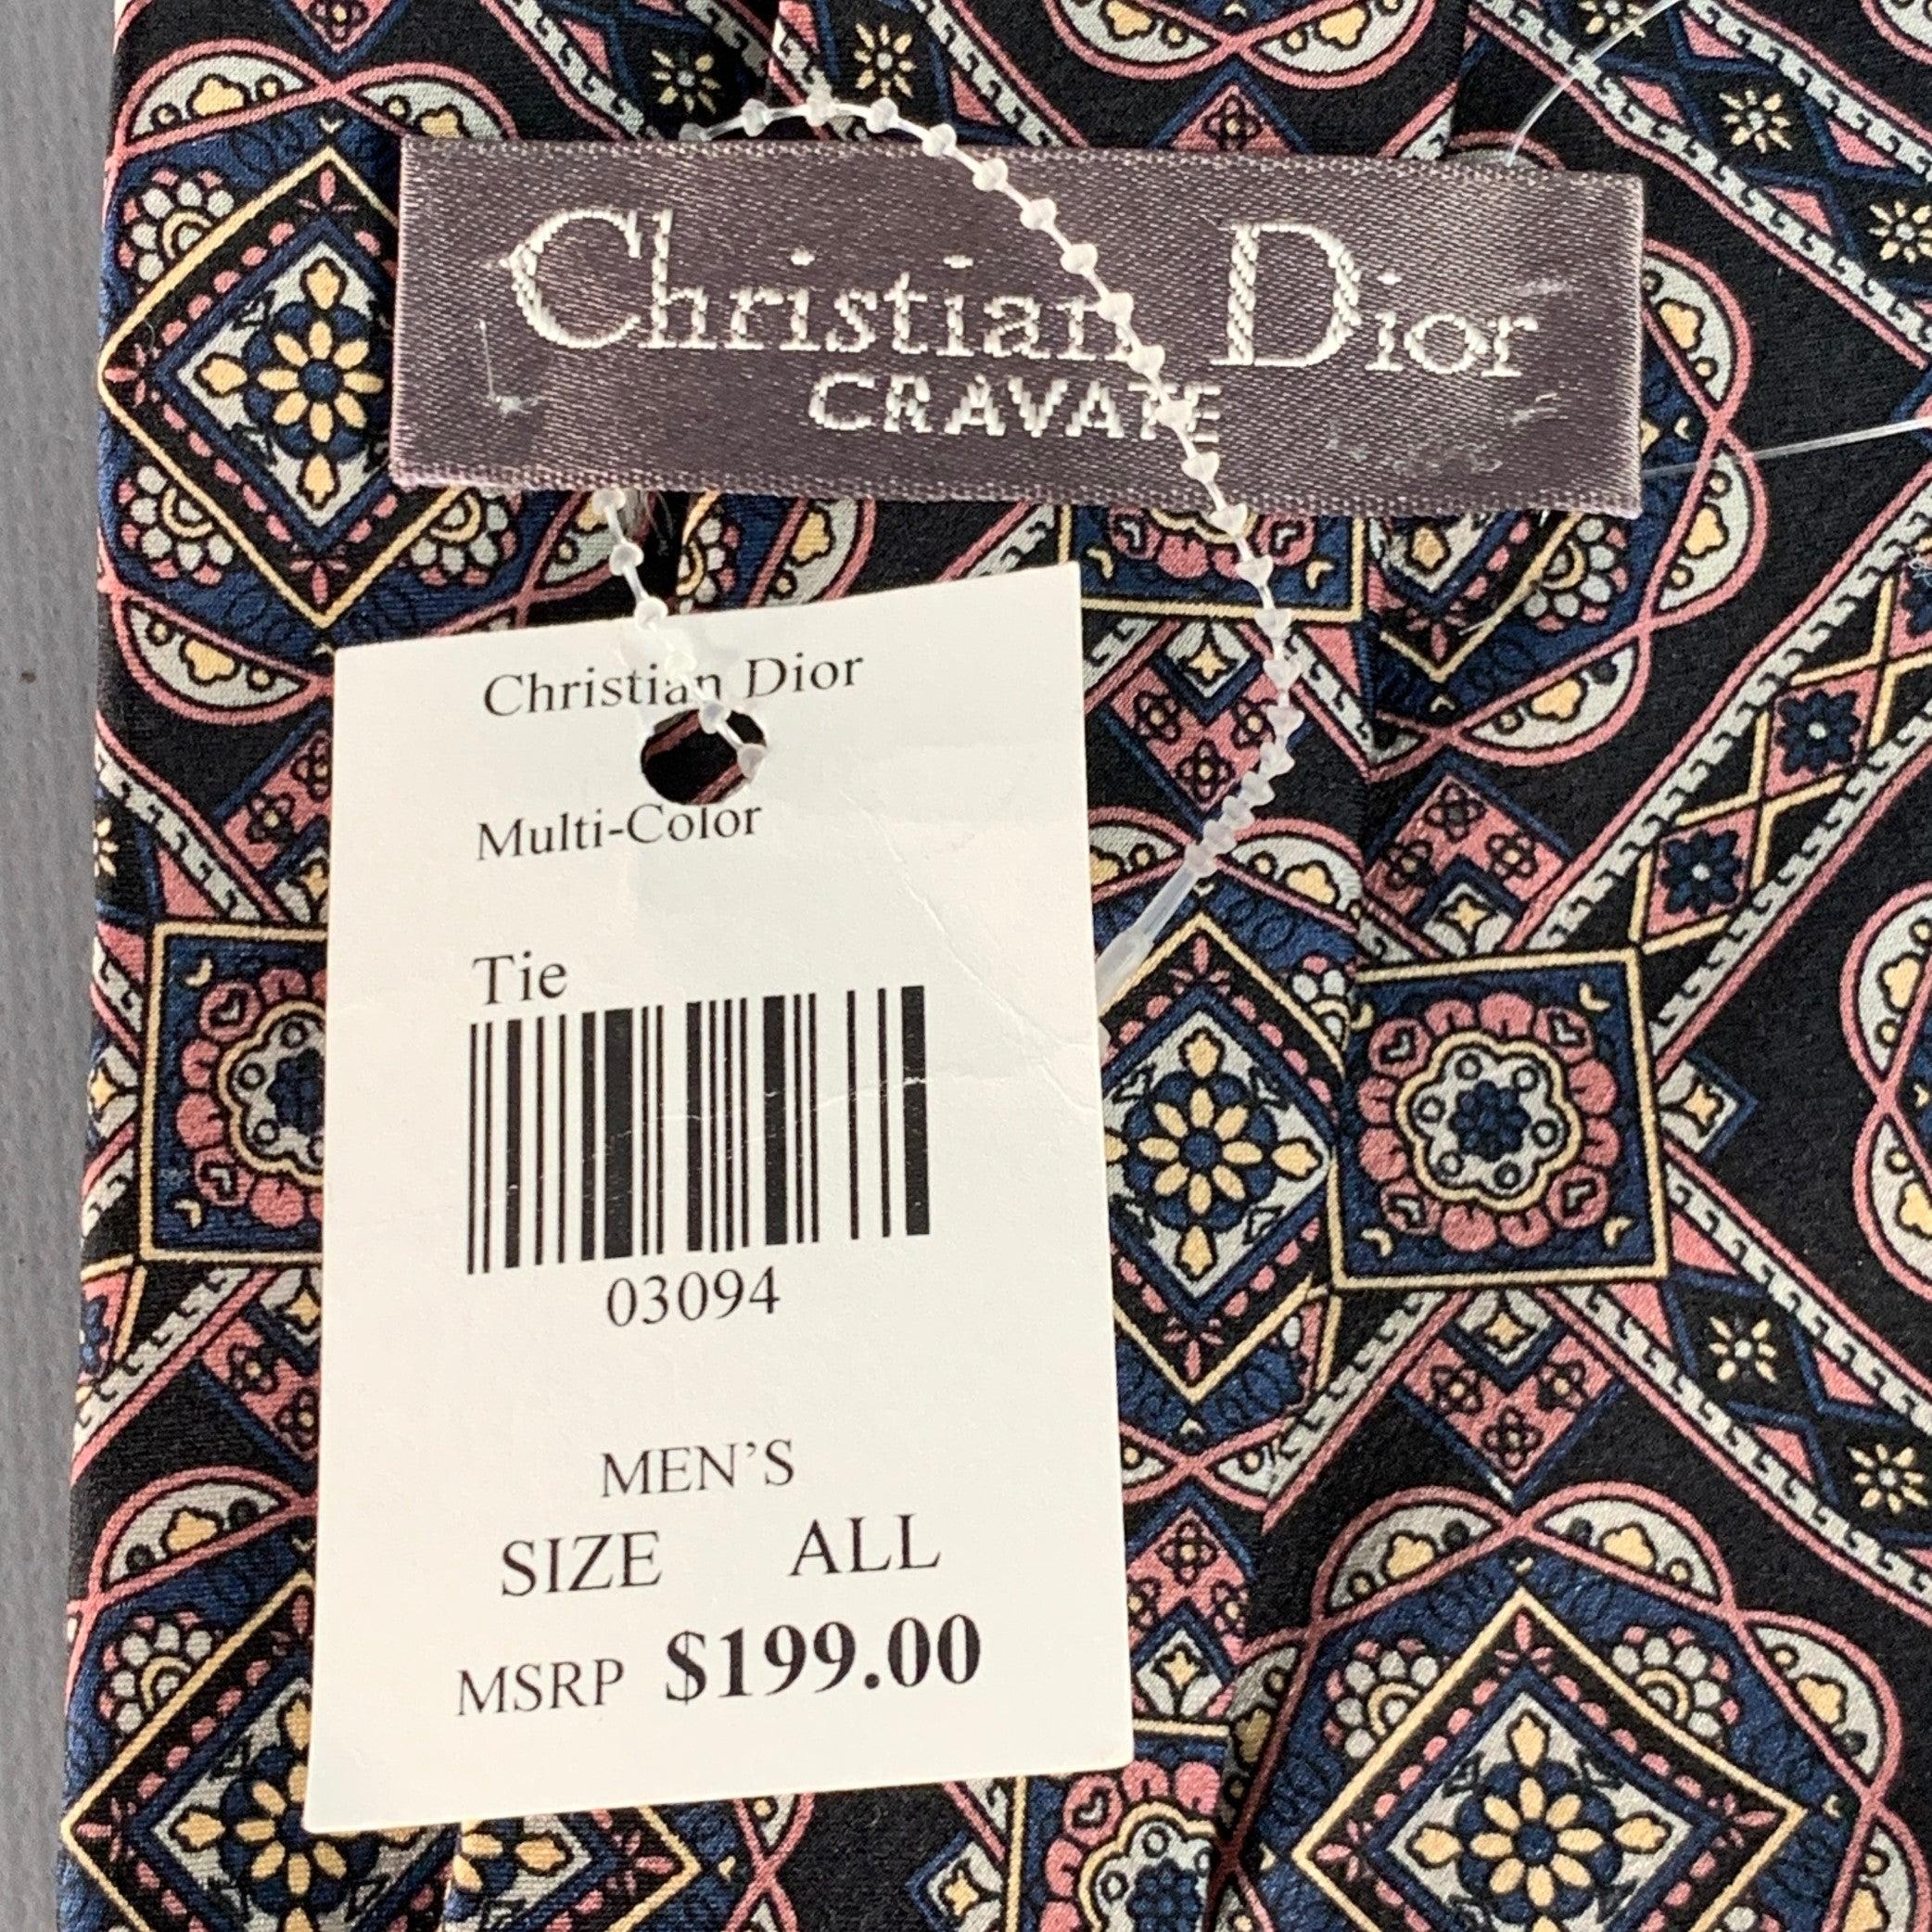 Christian Dior
CRAVATE
Christian Dior
Multi-Color
Tie
03094
MEN'S
SIZE ALL
MSRP $199.00